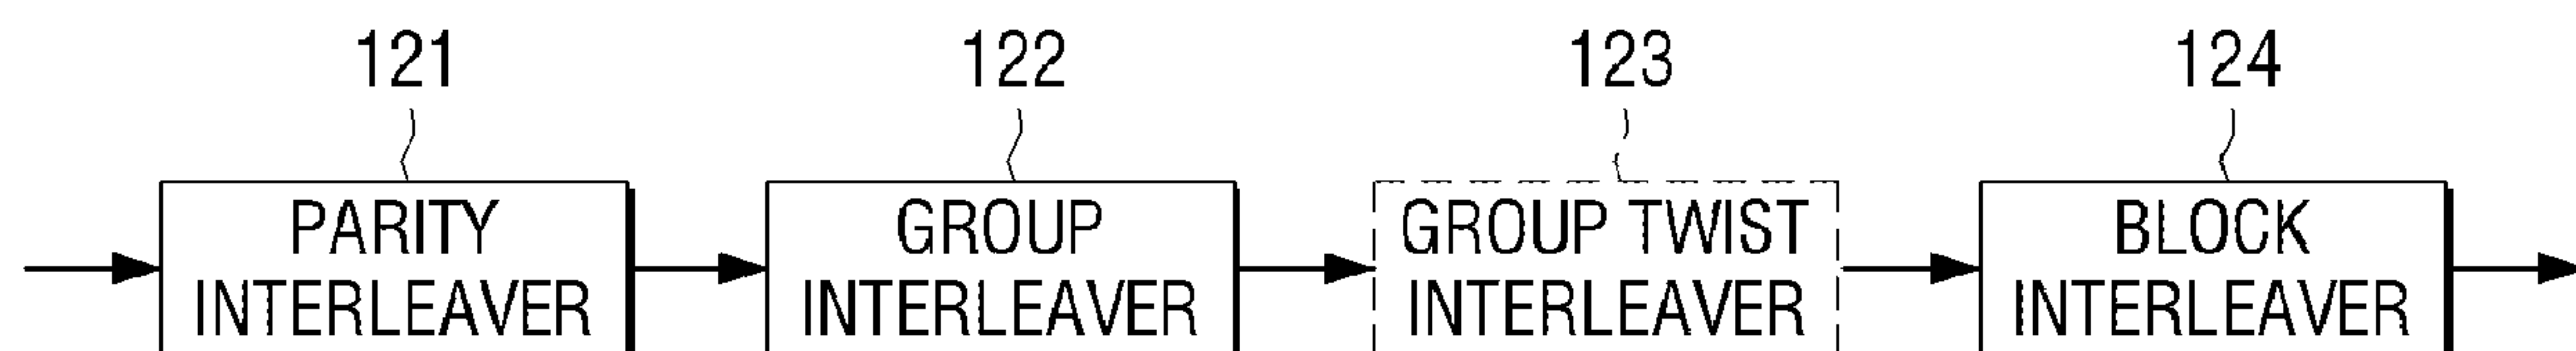 121
122
123
124
PARITY
INTERLEAVER
GROUP
INTERLEAVER
GROUP TWIST
INTERLEAVER
BLOCK
INTERLEAVER